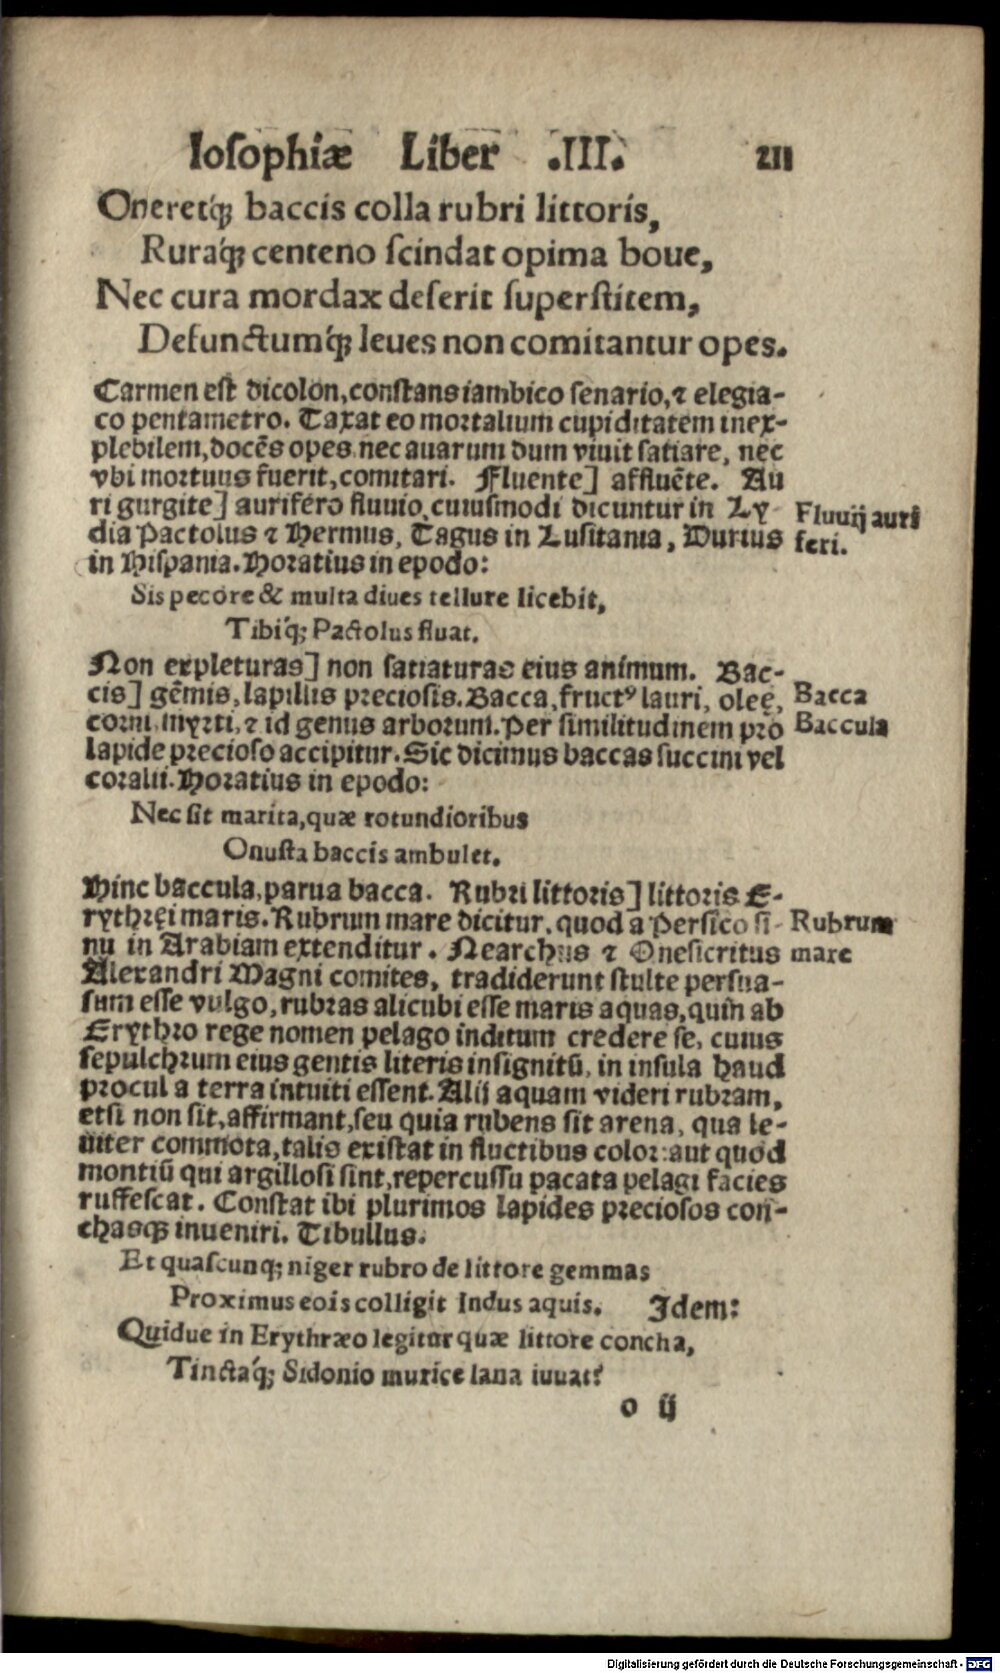 Iosophiæ Liber .III. 211
Oneretq́; baccis colla rubri littoris,
Ruraq́; centeno scindat opima boue,
Nec cura mordax deserit superstitem,
Defunctumq́; leues non comitantur opes.
Carmen est dicolon, constans iambico senario, ⁊ elegia-
co pentametro. Taxat eo mortalium cupiditatem inex-
plebilem, docēs opes nec auarum dum viuit satiare, nec
vbi mortuus fuerit, comitari. Fluente] affluēte. Au
ri gurgite] aurifero fluuio, cuiusmodi dicuntur in Ly
dia Pactolus ⁊ Hermus, Tagus in Lusitania, Durius
in Hispania. Horatius in epodo:
Fluuij auri
feri.
Sis pecore & multa diues tellure licebit,
Tibiq́; Pactolus fluat.
Non expleturas] non satiaturas eius animum. Bac-
cis] gēmis, lapillis preciosis. Bacca, fructꝰ lauri, oleę,
corni, myrti, ⁊ id genus arborum. Per similitudinem pro
lapide precioso accipitur. Sic dicimus baccas succini vel
coralii. Horatius in epodo:
Bacca
Baccula
Nec sit marita, quæ rotundioribus
Onusta baccis ambulet.
Hinc baccula, parua bacca. Rubri littoris] littoris E-
rythręi maris. Rubrum mare dicitur, quod a Persico si-
nu in Arabiam extenditur. Nearchus ⁊ Onesicritus
Alexandri Magni comites, tradiderunt stulte persua-
sum esse vulgo, rubras alicubi esse maris aquas, quin ab
Erythro rege nomen pelago inditum credere se, cuius
sepulchrum eius gentis literis insignitū, in insula haud
procul a terra intuiti essent. Alij aquam videri rubram,
etsi non sit, affirmant, seu quia rubens sit arena, qua le-
uiter commota, talis existat in fluctibus color: aut quod
montiū qui argillosi sint, repercussu pacata pelagi facies
ruffescat. Constat ibi plurimos lapides preciosos con-
chasq; inueniri. Tibullus.
Rubrum
mare
Et quascunq; niger rubro de littore gemmas
Proximus eois colligit Indus aquis. Idem:
Quidue in Erythræo legitur quæ littore concha,
Tinctaq́; Sidonio murice lana iuuat?
o ij
Digitalisierung gefördert durch die Deutsche Forschungsgemeinschaft - DFG